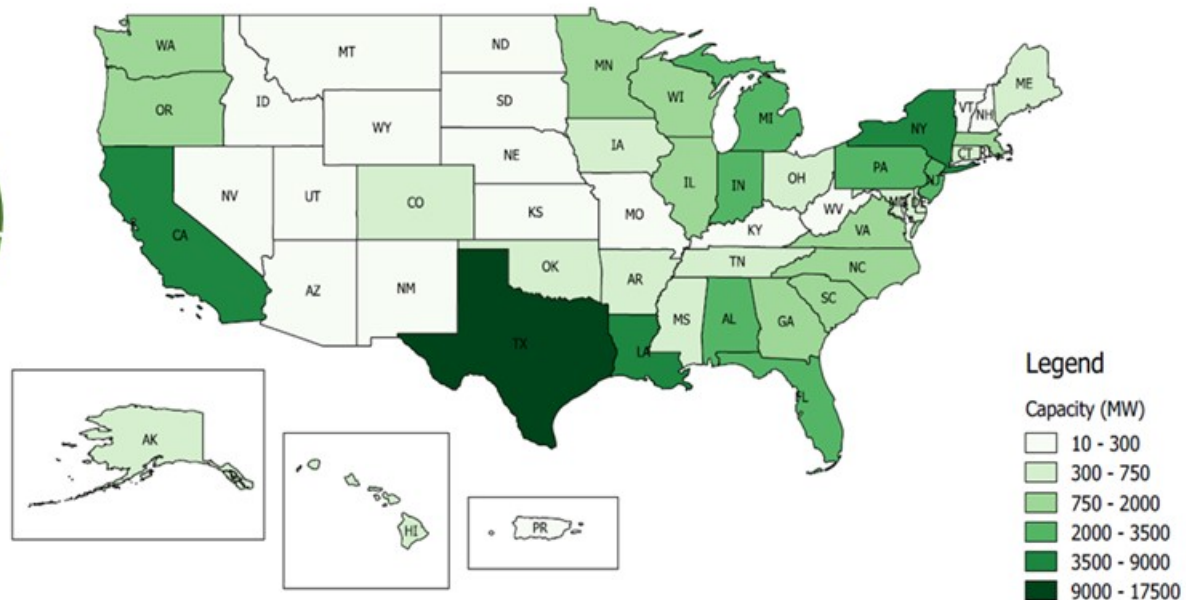 WA
MT
ND
MN
ME
VT
NH
OR
ID
SD
WI
MI
NY
WY
IA
NE
CT
RI
PA
NV
UT
CO
IL
IN
OH
NJ
KS
MO
WV
MD
DE
KY
VA
CA
AZ
NM
OK
AR
TN
NC
SC
MS
AL
GA
TX
LA
FL
AK
HI
PR
Legend
Capacity (MW)
10 - 300
300 - 750
750 - 2000
2000 - 3500
3500 - 9000
9000 - 17500